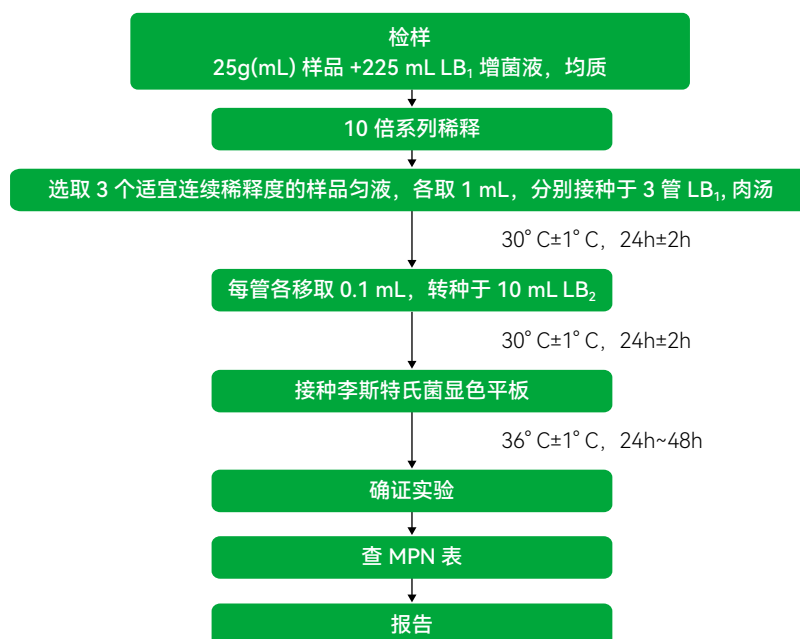 检样
25g(mL) 样品 +225 mL LB₁ 增菌液，均质
10 倍系列稀释
选取 3 个适宜连续稀释度的样品匀液，各取 1 mL，分别接种于 3 管 LB₁, 肉汤
30° C±1° C，24h±2h
每管各移取 0.1 mL，转种于 10 mL LB₂
30° C±1° C，24h±2h
接种李斯特氏菌显色平板
36° C±1° C，24h~48h
确证实验
查 MPN 表
报告